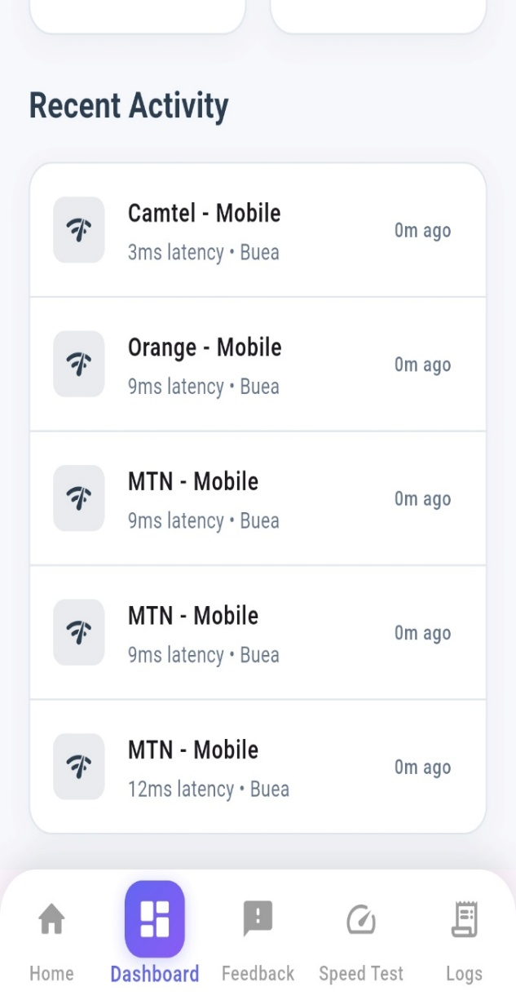 Recent Activity
Camtel - Mobile
3ms latency • Buea
0m ago
Orange - Mobile
9ms latency • Buea
0m ago
MTN - Mobile
9ms latency • Buea
0m ago
MTN - Mobile
9ms latency • Buea
0m ago
MTN - Mobile
12ms latency • Buea
0m ago
Home Dashboard Feedback Speed Test Logs